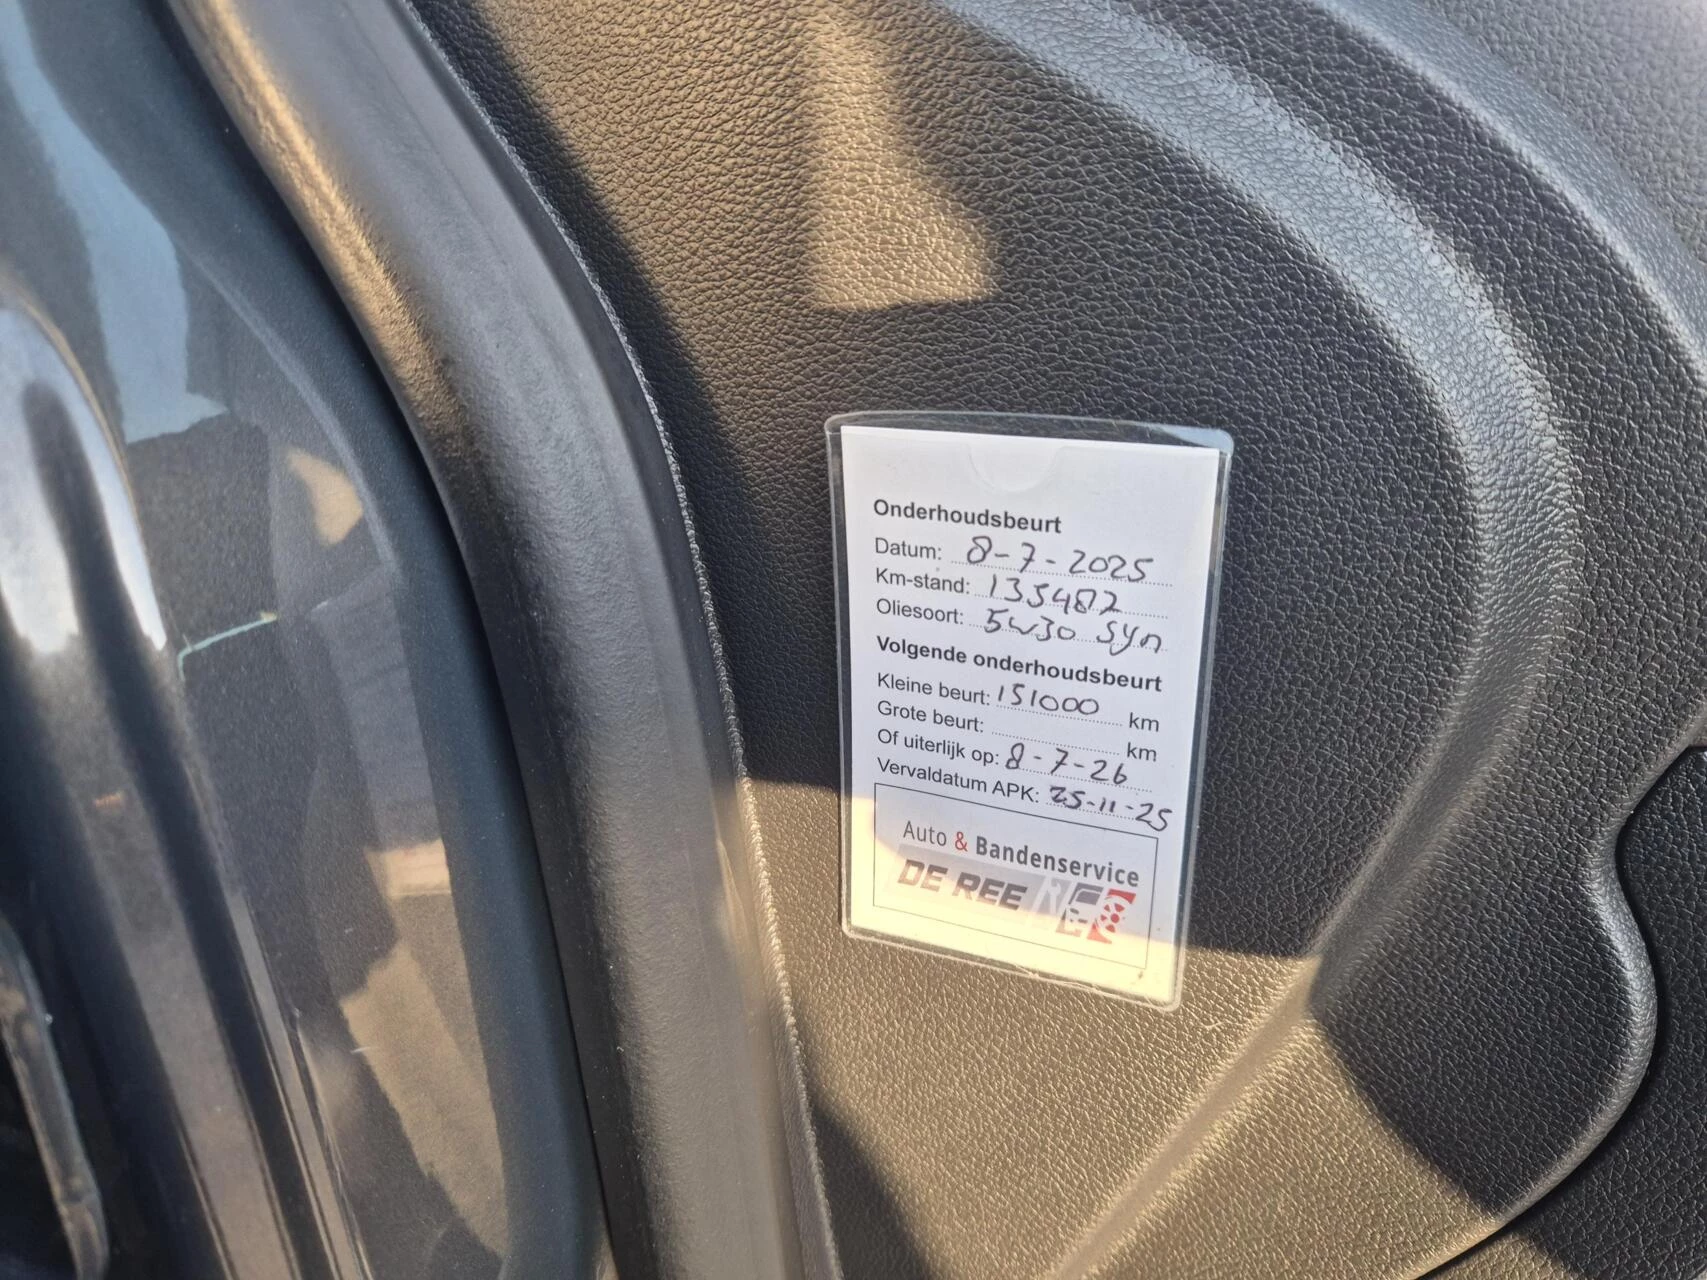 Onderhoudsbeurt
Datum: 8-7-2025
Km-stand: 135487
Oliesoort: 5W30 Syn
Volgende onderhoudsbeurt
Kleine beurt: 151000 km
Grote beurt: km
Of uiterlijk op: 8-7-26
Vervaldatum APK: 25-11-25
Auto & Bandenservice
DE REE